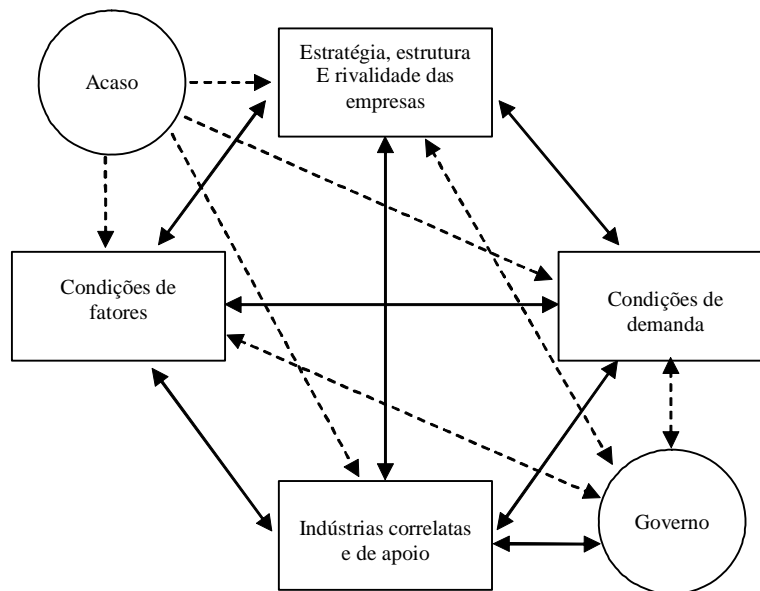 Acaso
Estratégia, estrutura
E rivalidade das
empresas
Condições de
fatores
Condições de
demanda
Indústrias correlatas
e de apoio
Governo